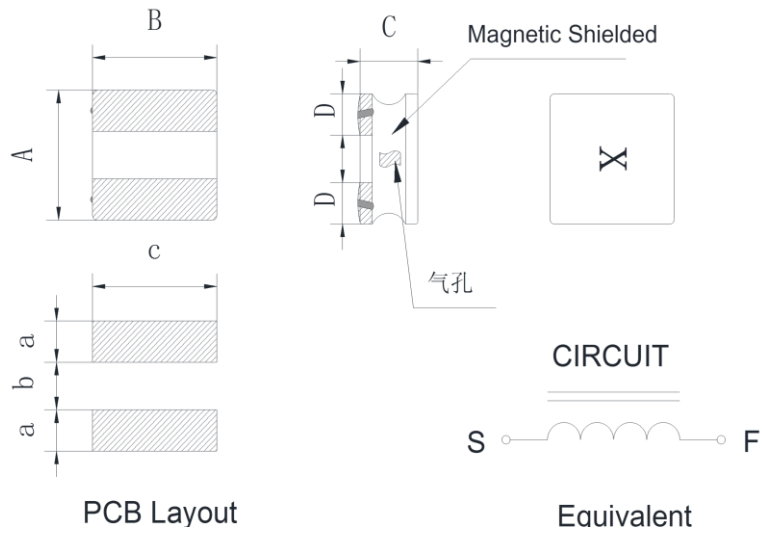 B
C
Magnetic Shielded
A
D
D
X
气孔
c
a
b
a
CIRCUIT
S
F
PCB Layout
Equivalent